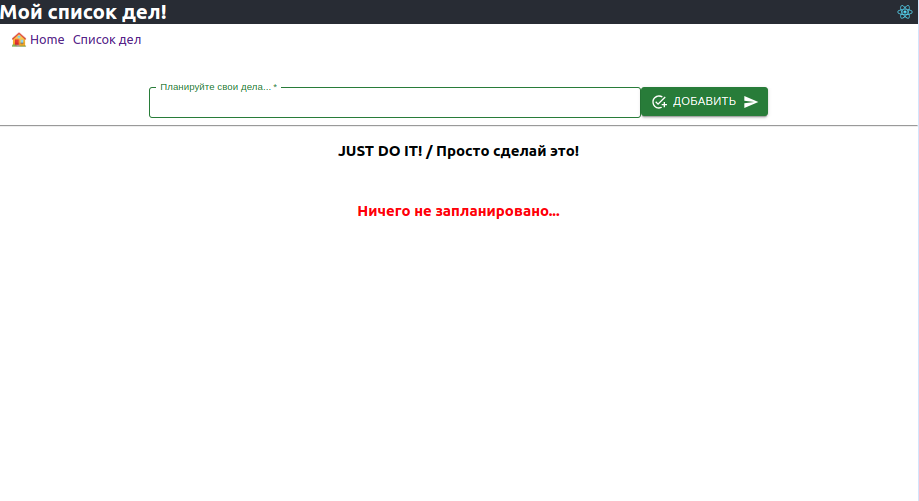 Мой список дел!
Home Список дел
Планируйте свои дела... *
ДОБАВИТЬ
JUST DO IT! / Просто сделай это!
Ничего не запланировано...